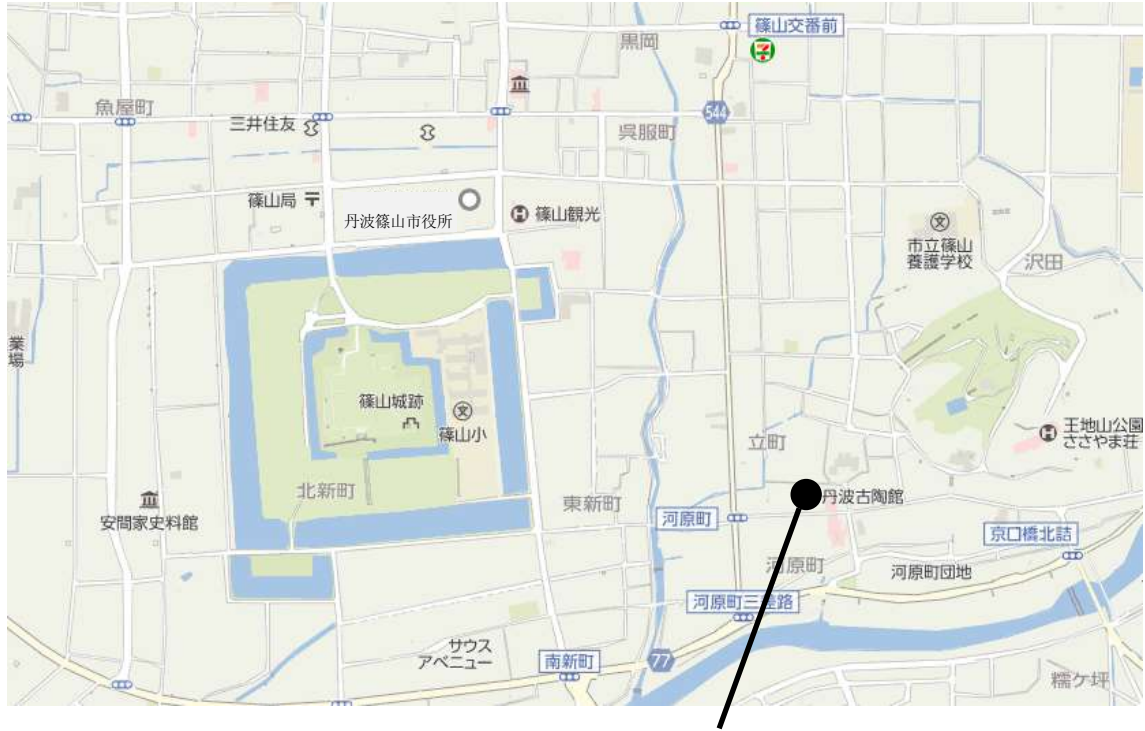 篠山交番前
黒岡
魚屋町
三井住友
544
呉服町
篠山局
丹波篠山市役所
篠山観光
市立篠山
養護学校
沢田
業
場
篠山城跡
篠山小
立町
王地山公園
ささやま荘
北新町
安間家史料館
東新町
丹波古陶館
河原町
京口橋北詰
河原町
河原町団地
河原町三差路
サウス
アベニュー
南新町
77
糯ケ坪